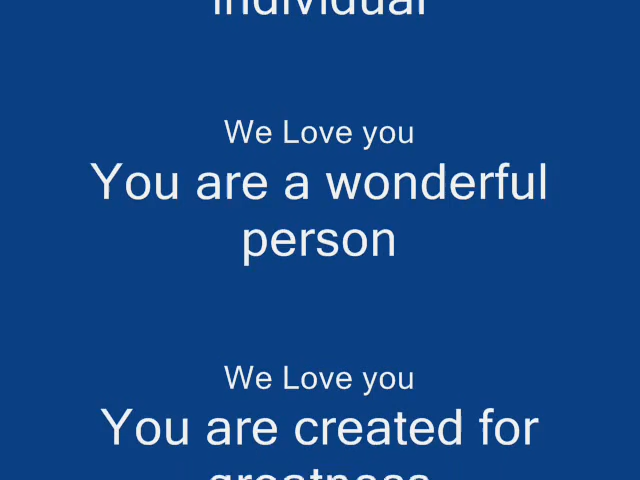 individual
We Love you
You are a wonderful
person
We Love you
You are created for
greatness